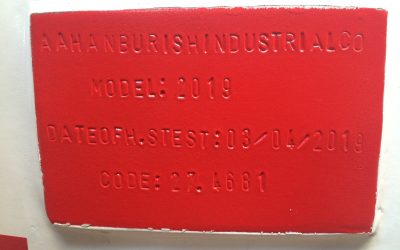 AAHANBURISHINDUSTRIALCO
MODEL: 2019
DATEOFH.STEST:03/04/2019
CODE: 27.4681